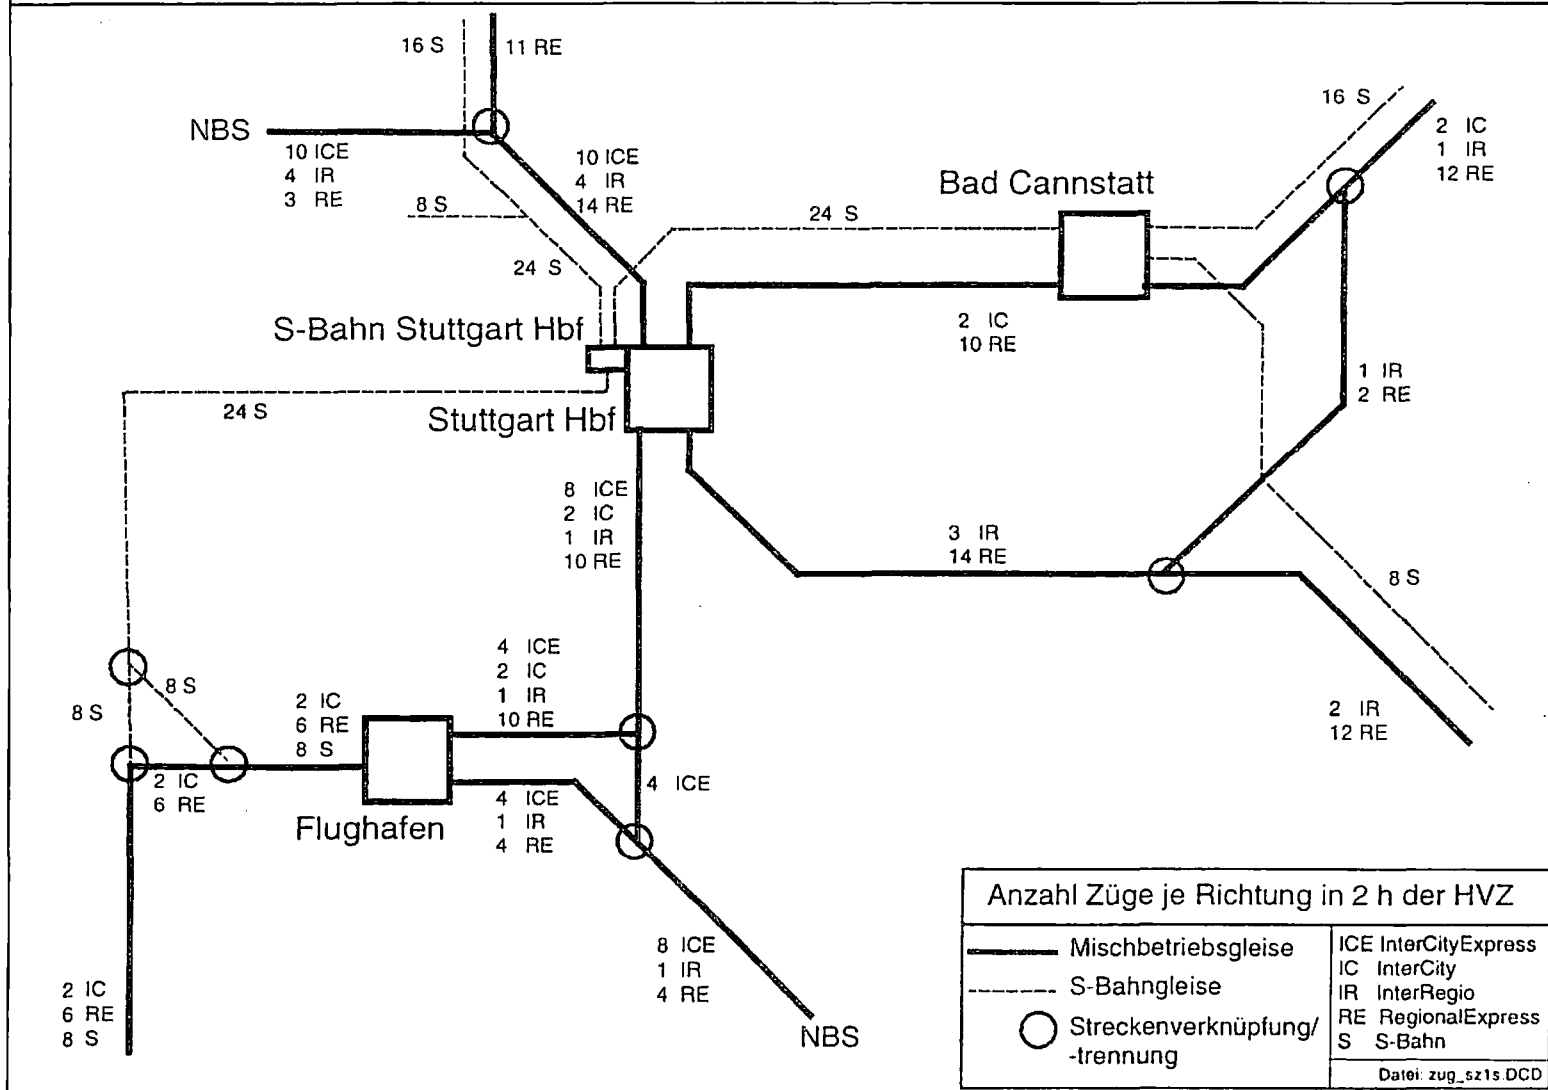 16 S
11 RE
NBS
10 ICE
4 IR
3 RE
10 ICE
4 IR
14 RE
8 S
24 S
24 S
Bad Cannstatt
16 S
2 IC
1 IR
12 RE
S-Bahn Stuttgart Hbf
2 IC
10 RE
1 IR
2 RE
24 S
Stuttgart Hbf
8 ICE
2 IC
1 IR
10 RE
3 IR
14 RE
8 S
4 ICE
2 IC
1 IR
10 RE
8 S
8 S
2 IC
6 RE
8 S
2 IR
12 RE
2 IC
6 RE
4 ICE
4 ICE
1 IR
4 RE
Flughafen
8 ICE
1 IR
4 RE
NBS
2 IC
6 RE
8 S
Anzahl Züge je Richtung in 2 h der HVZ
Mischbetriebsgleise
S-Bahngleise
Streckenverknüpfung/
-trennung
ICE InterCityExpress
IC InterCity
IR InterRegio
RE RegionalExpress
S S-Bahn
Datei: zug_sz1s.DCD